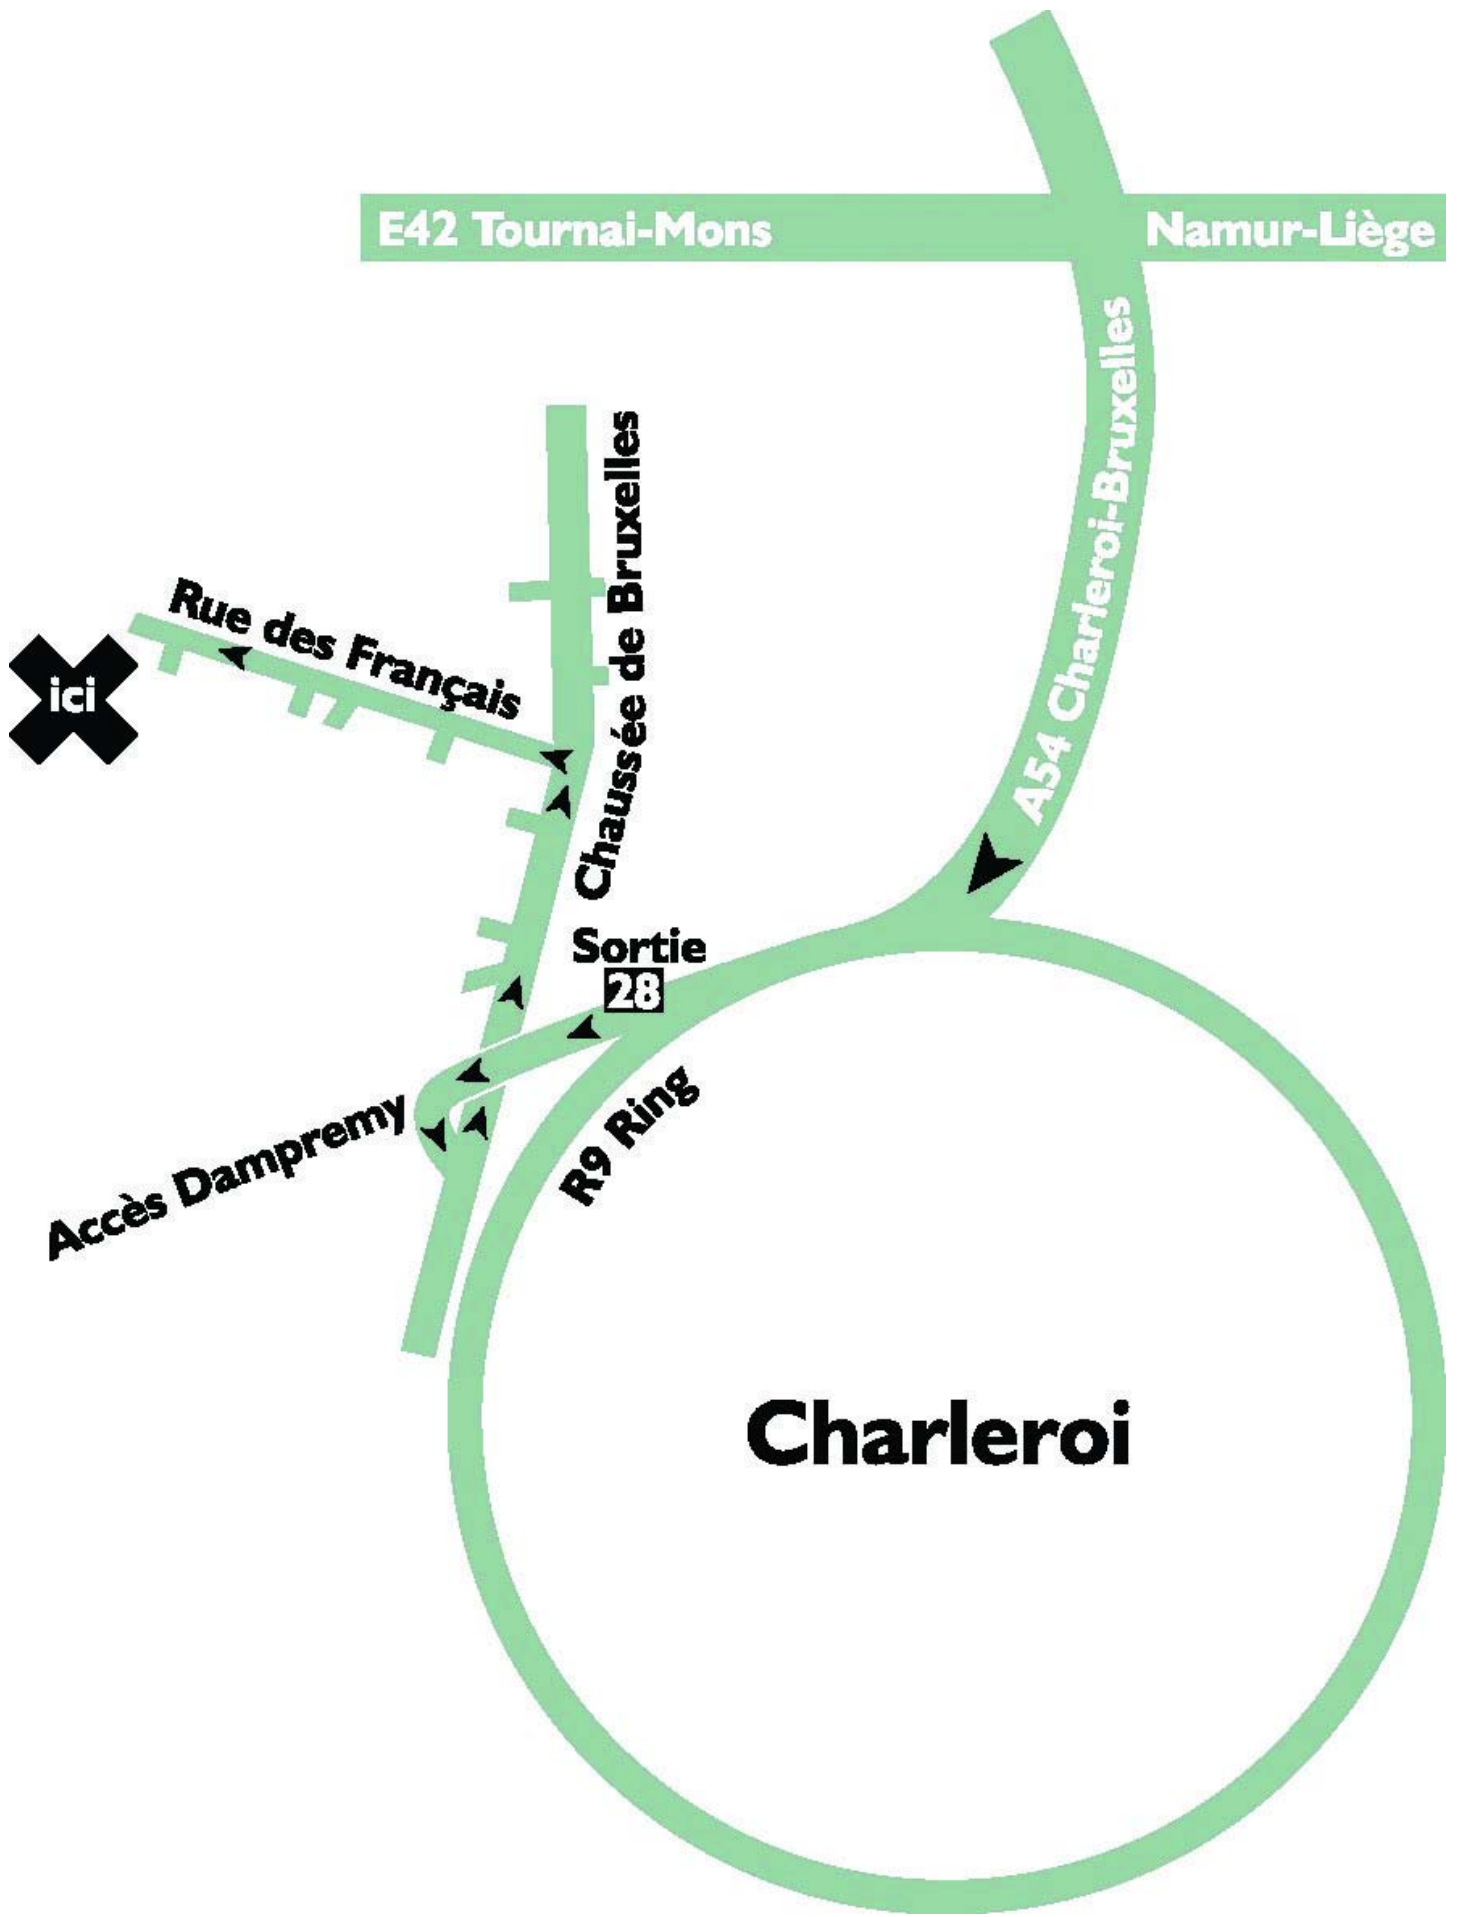 E42 Tournai-Mons
Namur-Liège
A54 Charleroi-Bruxelles
Chaussée de Bruxelles
Rue des Français
ici
Sortie
28
R9 Ring
Accès Dampremy
Charleroi